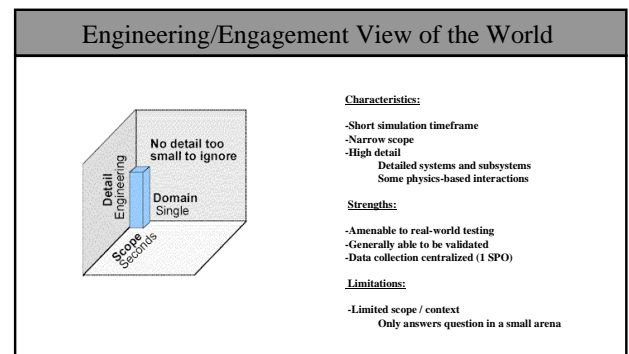 Engineering/Engagement View of the World
No detail too
small to ignore
Detail
Engineering
Domain
Single
Scope
Seconds
Characteristics:
-Short simulation timeframe
-Narrow scope
-High detail
Detailed systems and subsystems
Some physics-based interactions
Strengths:
-Amenable to real-world testing
-Generally able to be validated
-Data collection centralized (1 SPO)
Limitations:
-Limited scope / context
Only answers question in a small arena